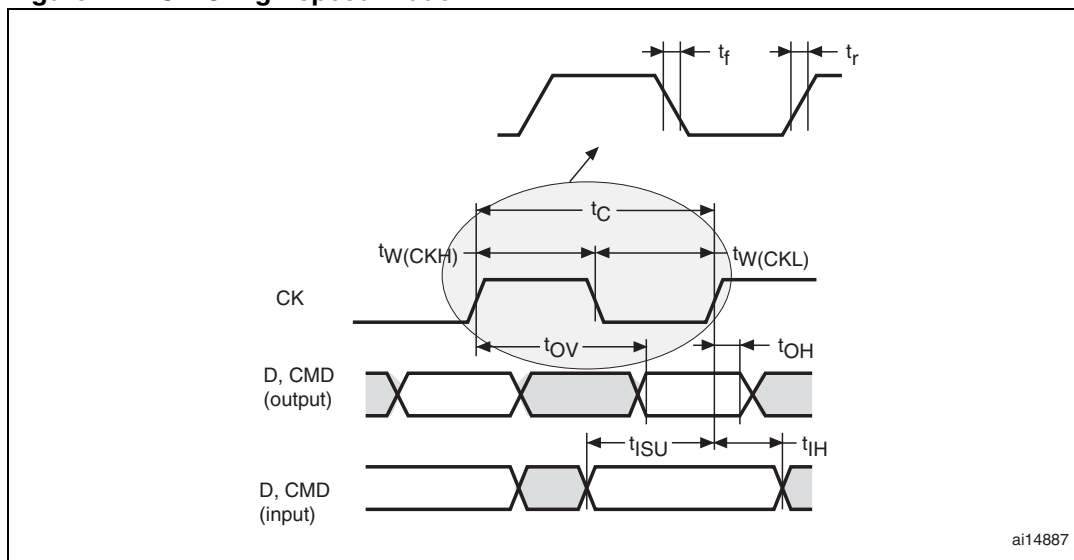 tf
tr
tC
tW(CKH)
tW(CKL)
CK
tOV
tOH
D, CMD
(output)
tISU
tIH
D, CMD
(input)
ai14887